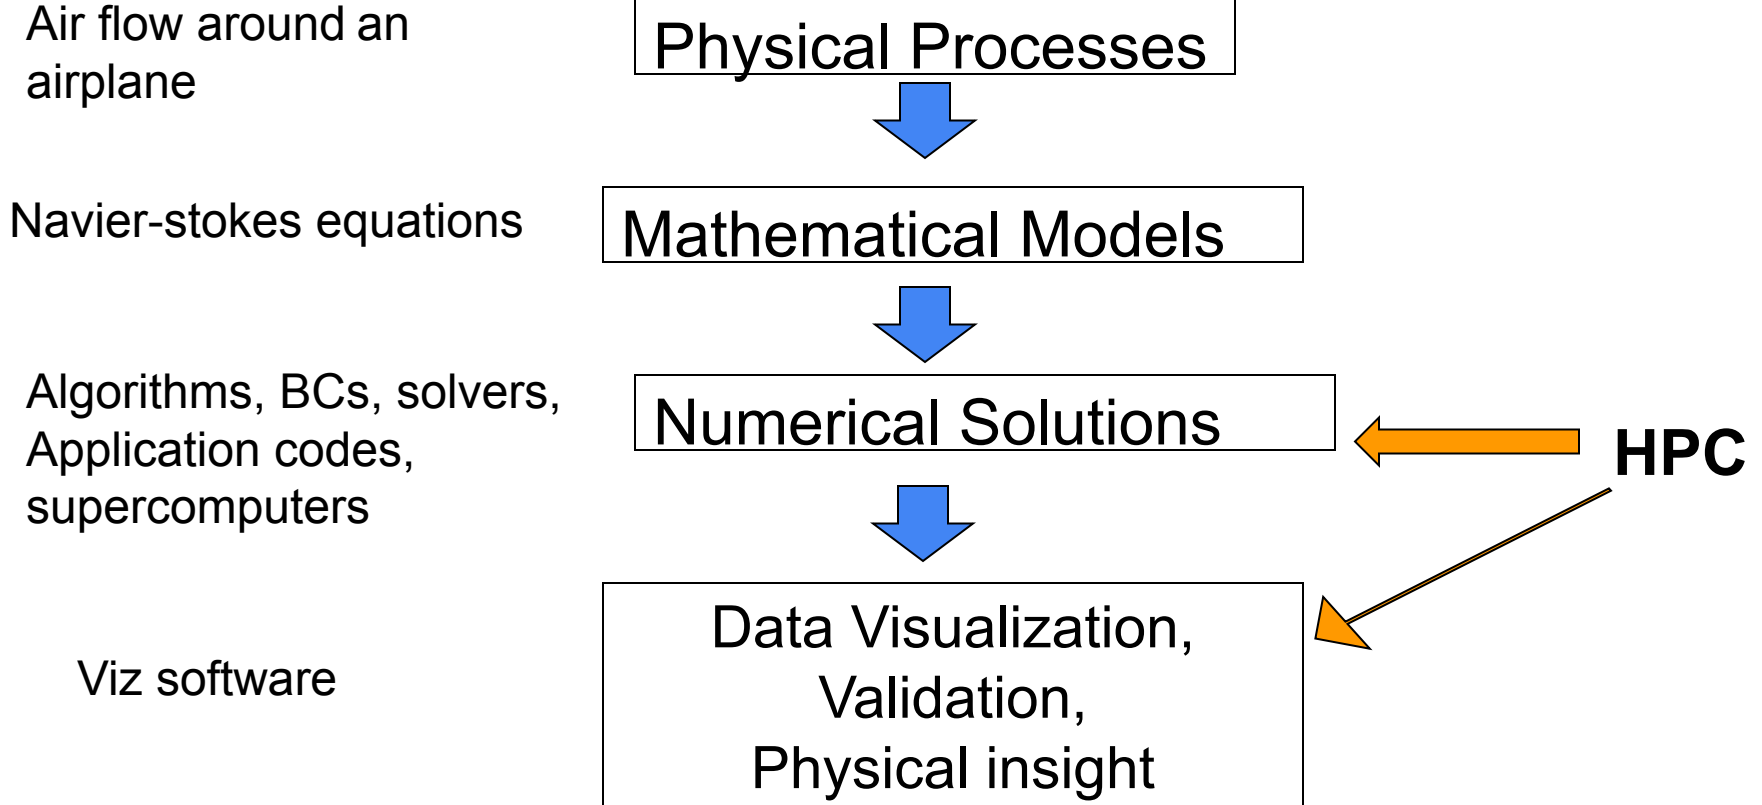 Air flow around an
airplane
Physical Processes
Navier-stokes equations
Mathematical Models
Algorithms, BCs, solvers,
Application codes,
supercomputers
Numerical Solutions
HPC
Viz software
Data Visualization,
Validation,
Physical insight